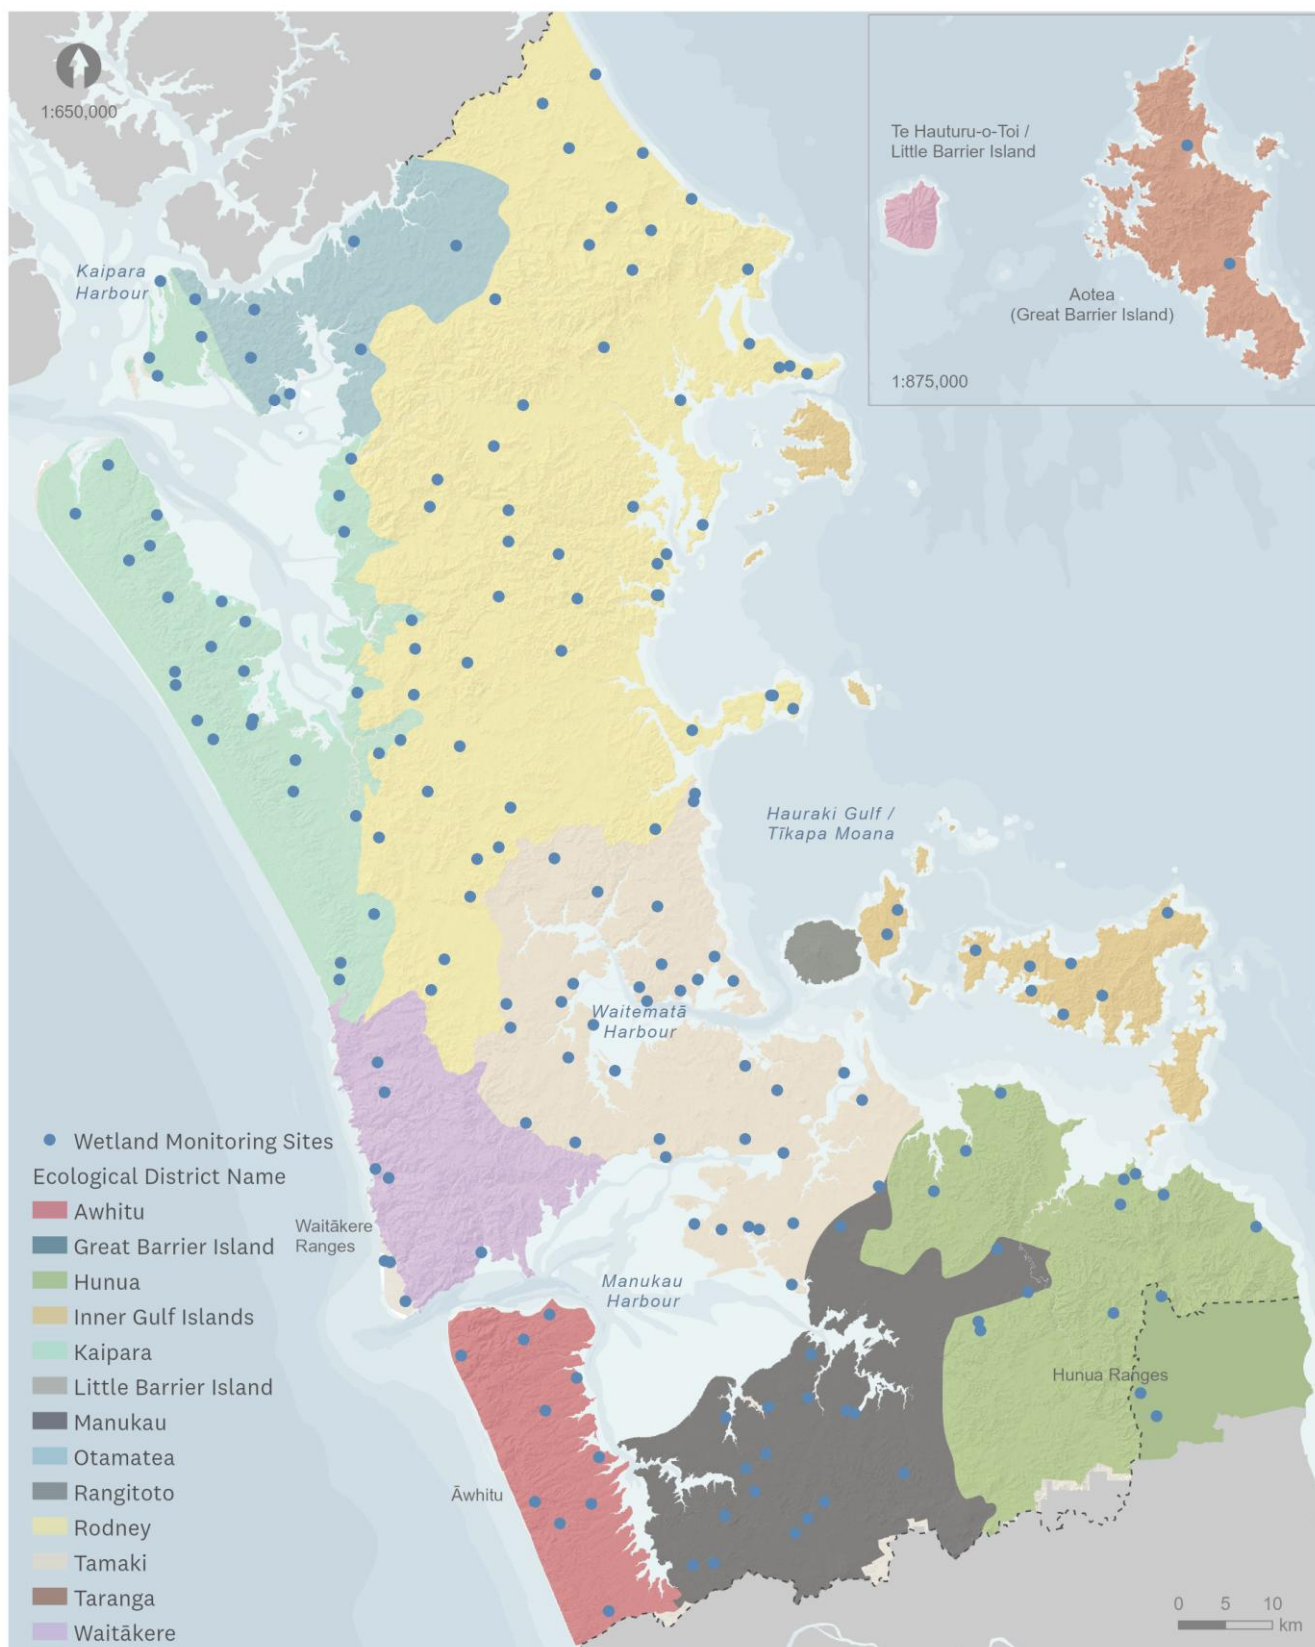 1:650,000
Te Hauturu-o-Toi /
Little Barrier Island
Aotea
(Great Barrier Island)
1:875,000
Kaipara
Harbour
Hauraki Gulf /
Tīkapa Moana
Waitematā
Harbour
Waitākere
Ranges
Manukau
Harbour
Hunua Ranges
Āwhitu
Wetland Monitoring Sites
Ecological District Name
Awhitu
Great Barrier Island
Hunua
Inner Gulf Islands
Kaipara
Little Barrier Island
Manukau
Otamatea
Rangitoto
Rodney
Tamaki
Taranga
Waitākere
0 5 10
km